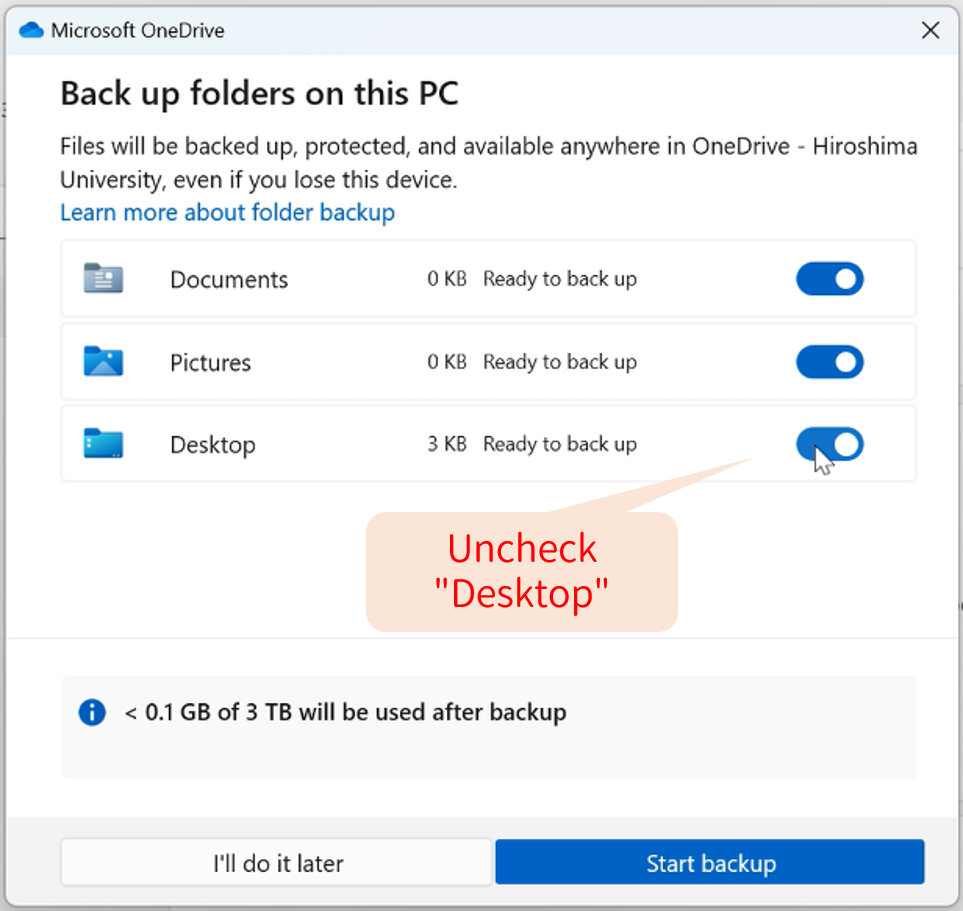 Microsoft OneDrive
Back up folders on this PC
Files will be backed up, protected, and available anywhere in OneDrive - Hiroshima
University, even if you lose this device.
Learn more about folder backup
Documents 0 KB Ready to back up
Pictures 0 KB Ready to back up
Desktop 3 KB Ready to back up
Uncheck
"Desktop"
< 0.1 GB of 3 TB will be used after backup
I'll do it later Start backup